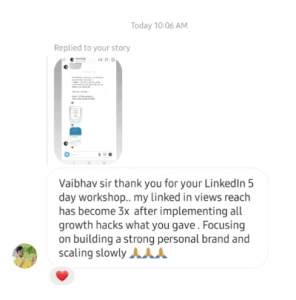 Today 10:06 AM
Replied to your story
Vaibhav sir thank you for your LinkedIn 5
day workshop.. my linked in views reach
has become 3x after implementing all
growth hacks what you gave . Focusing
on building a strong personal brand and
scaling slowly 🙏🙏🙏
❤️